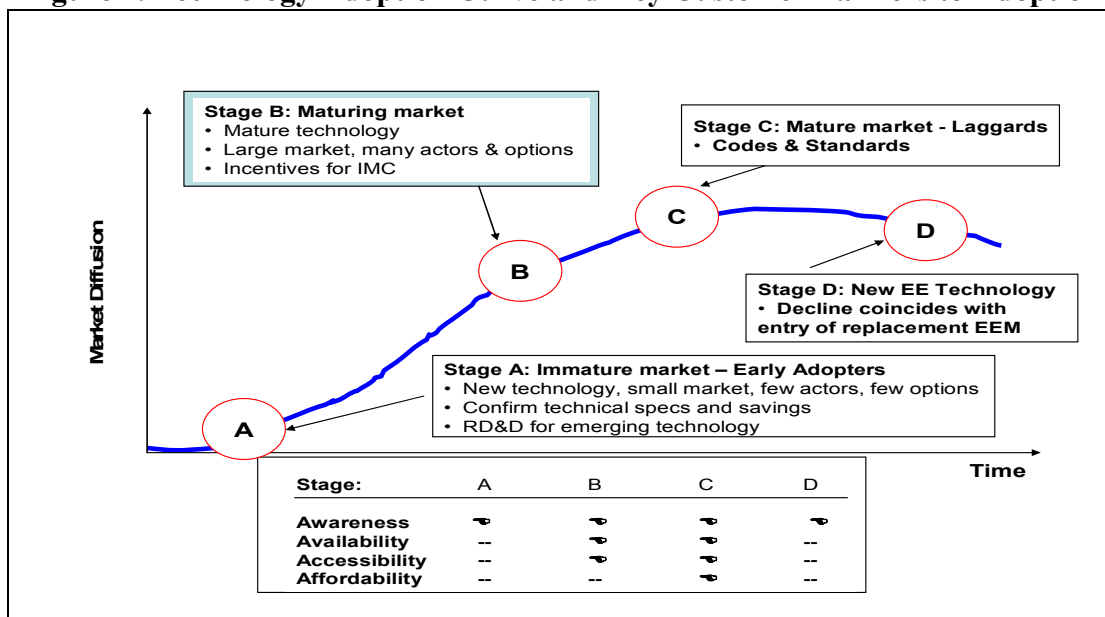 Stage B: Maturing market
• Mature technology
• Large market, many actors & options
• Incentives for IMC
Stage C: Mature market - Laggards
• Codes & Standards
C
D
B
Market Diffusion
Stage D: New EE Technology
• Decline coincides with
entry of replacement EEM
Stage A: Immature market – Early Adopters
• New technology, small market, few actors, few options
• Confirm technical specs and savings
• RD&D for emerging technology
A
Time
Stage: A B C D
Awareness ☜ ☜ ☜ ☜
Availability -- ☜ ☜ --
Accessibility -- ☜ ☜ --
Affordability -- -- ☜ --